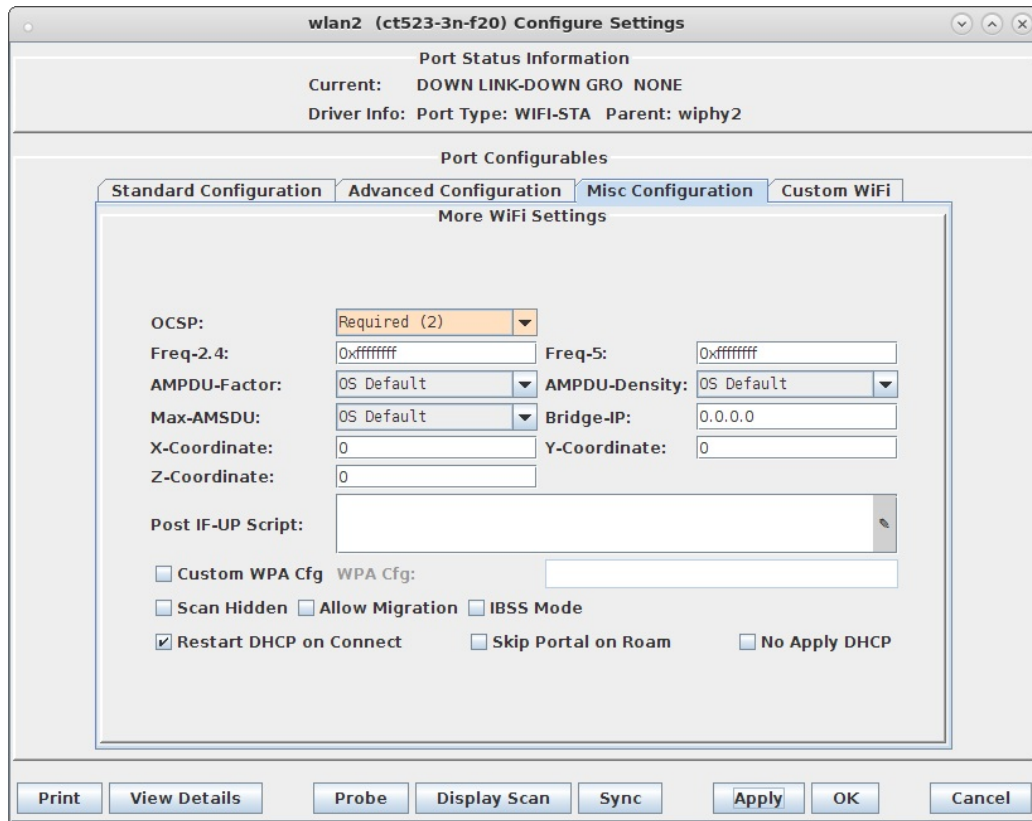 wlan2 (ct523-3n-f20) Configure Settings
Port Status Information
Current: DOWN LINK-DOWN GRO NONE
Driver Info: Port Type: WIFI-STA Parent: wiphy2
Port Configurables
Standard Configuration Advanced Configuration Misc Configuration Custom WiFi
More WiFi Settings
OCSP: Required (2)
Freq-2.4: 0xffffffff Freq-5: 0xffffffff
AMPDU-Factor: OS Default AMPDU-Density: OS Default
Max-AMSDU: OS Default Bridge-IP: 0.0.0.0
X-Coordinate: 0 Y-Coordinate: 0
Z-Coordinate: 0
Post IF-UP Script:
Custom WPA Cfg WPA Cfg:
Scan Hidden Allow Migration IBSS Mode
Restart DHCP on Connect Skip Portal on Roam No Apply DHCP
Print View Details Probe Display Scan Sync Apply OK Cancel